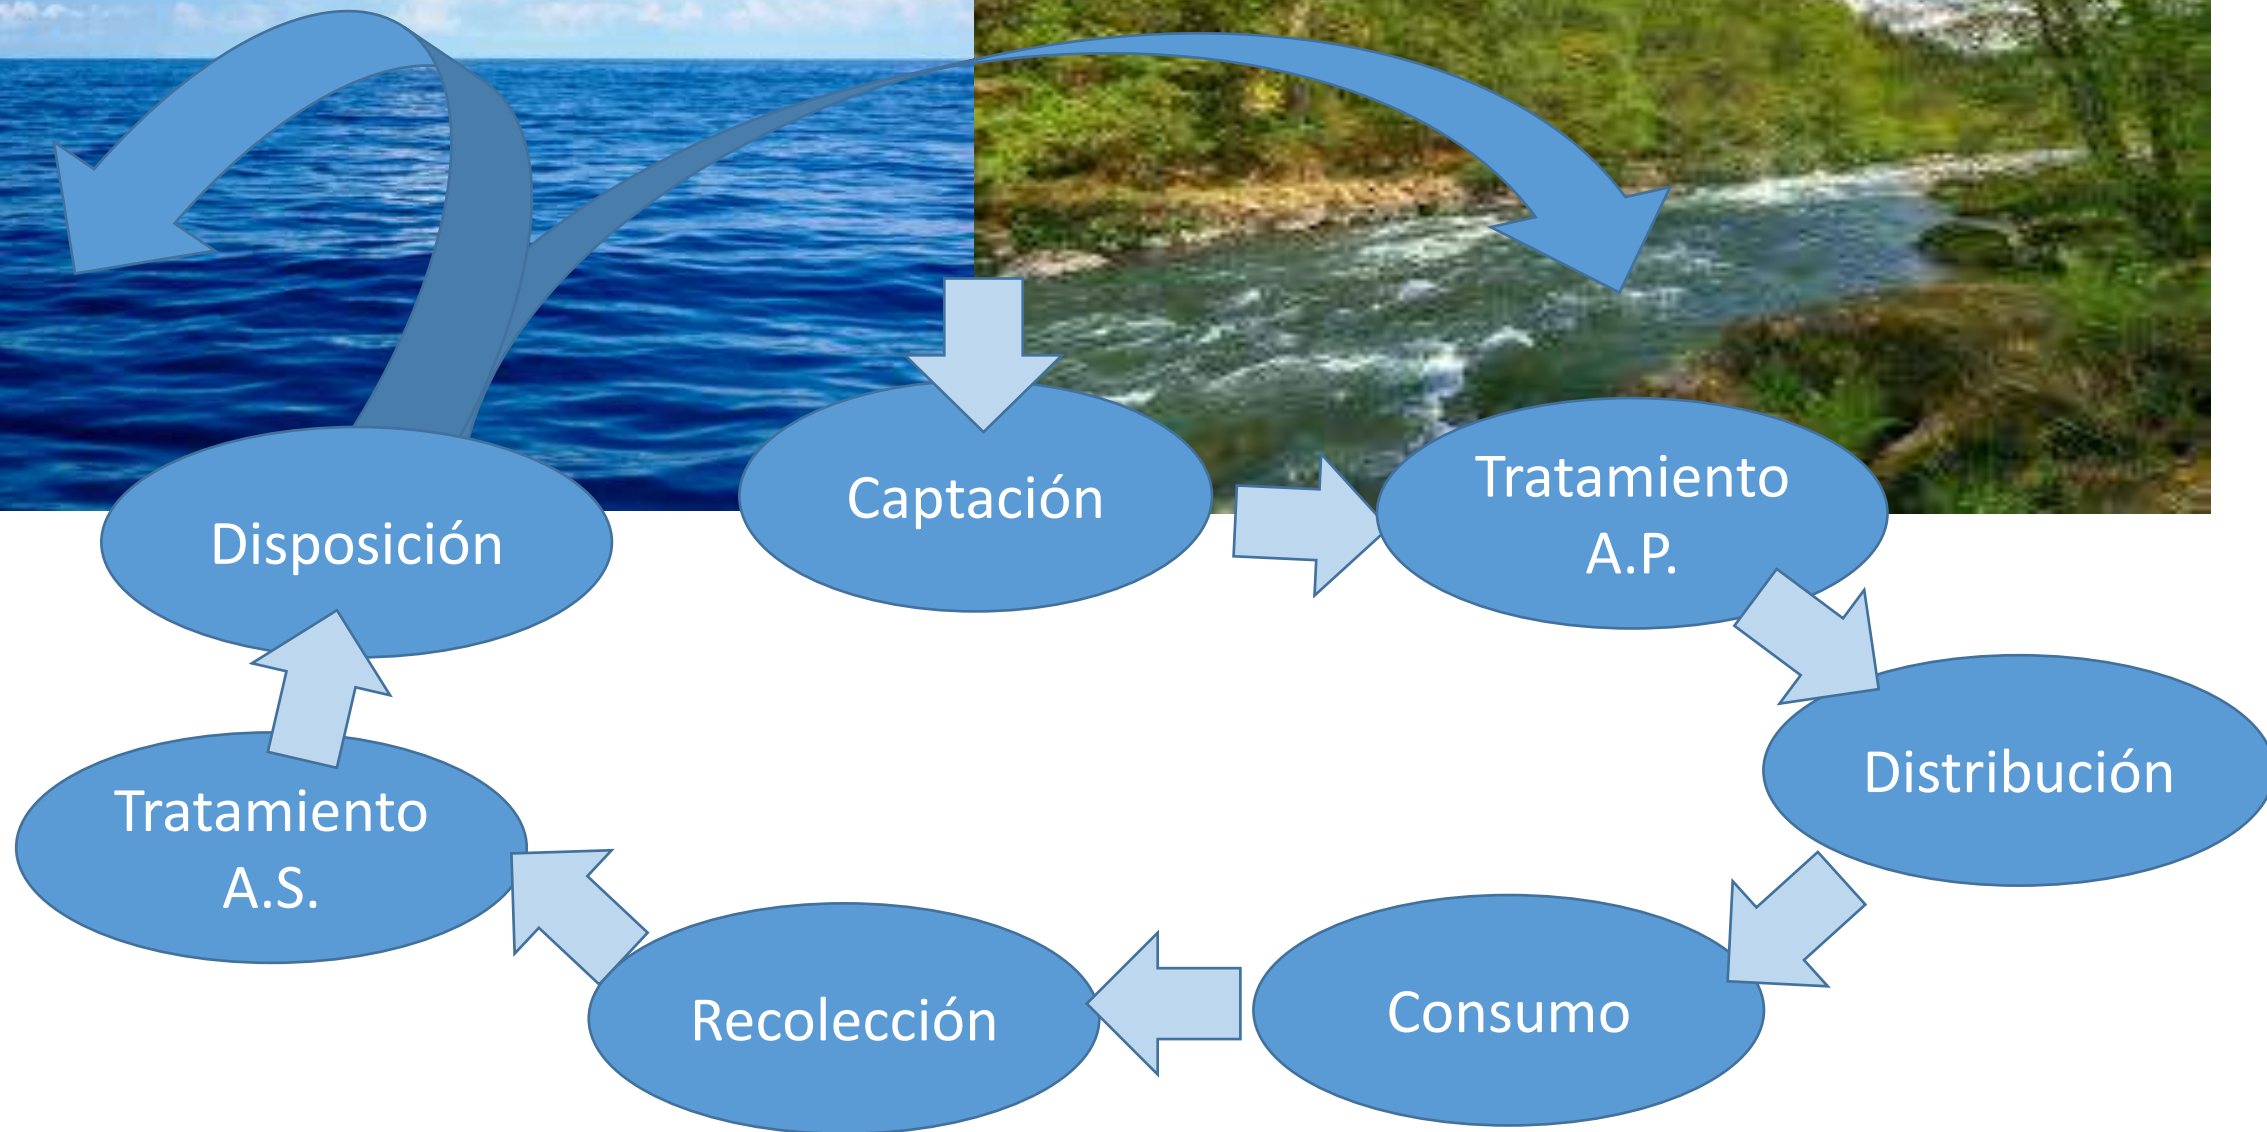 Captación
Tratamiento
A.P.
Disposición
Distribución
Tratamiento
A.S.
Consumo
Recolección